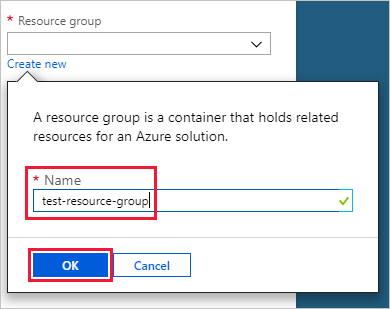 * Resource group
Create new
A resource group is a container that holds related
resources for an Azure solution.
* Name
test-resource-group
OK
Cancel